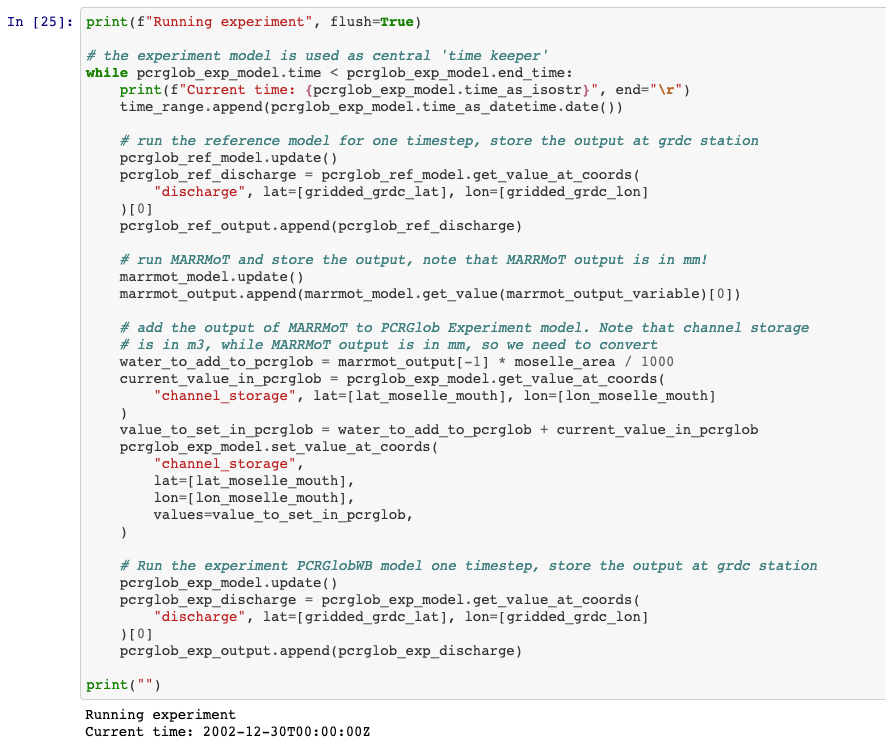 In [25]: print(f"Running experiment", flush=True)

# the experiment model is used as central 'time keeper'
while pcrglob_exp_model.time < pcrglob_exp_model.end_time:
    print(f"Current time: {pcrglob_exp_model.time_as_isostr}", end="\r")
    time_range.append(pcrglob_exp_model.time_as_datetime.date())

    # run the reference model for one timestep, store the output at grdc station
    pcrglob_ref_model.update()
    pcrglob_ref_discharge = pcrglob_ref_model.get_value_at_coords(
        "discharge", lat=[gridded_grdc_lat], lon=[gridded_grdc_lon]
    )[0]
    pcrglob_ref_output.append(pcrglob_ref_discharge)

    # run MARRMoT and store the output, note that MARRMoT output is in mm!
    marrmot_model.update()
    marrmot_output.append(marrmot_model.get_value(marrmot_output_variable)[0])

    # add the output of MARRMoT to PCRGlob Experiment model. Note that channel storage
    # is in m3, while MARRMoT output is in mm, so we need to convert
    water_to_add_to_pcrglob = marrmot_output[-1] * moselle_area / 1000
    current_value_in_pcrglob = pcrglob_exp_model.get_value_at_coords(
        "channel_storage", lat=[lat_moselle_mouth], lon=[lon_moselle_mouth]
    )
    value_to_set_in_pcrglob = water_to_add_to_pcrglob + current_value_in_pcrglob
    pcrglob_exp_model.set_value_at_coords(
        "channel_storage",
        lat=[lat_moselle_mouth],
        lon=[lon_moselle_mouth],
        values=value_to_set_in_pcrglob,
    )

    # Run the experiment PCRGlobWB model one timestep, store the output at grdc station
    pcrglob_exp_model.update()
    pcrglob_exp_discharge = pcrglob_exp_model.get_value_at_coords(
        "discharge", lat=[gridded_grdc_lat], lon=[gridded_grdc_lon]
    )[0]
    pcrglob_exp_output.append(pcrglob_exp_discharge)

print("")
Running experiment
Current time: 2002-12-30T00:00:00Z